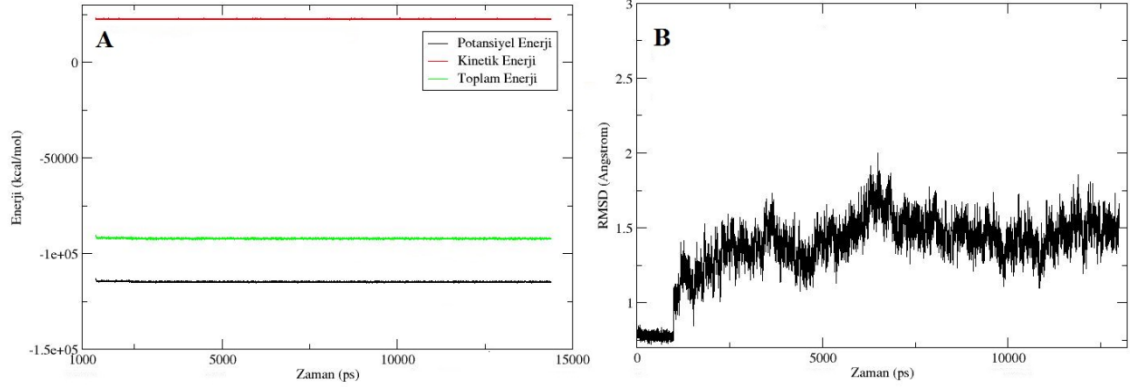 A
Potansiyel Enerji
Kinetik Enerji
Toplam Enerji
0
-50000
-1e+05
-1.5e+05
Enerji (kcal/mol)
1000
5000
10000
15000
Zaman (ps)
B
3
2.5
2
1.5
1
RMSD (Angstrom)
0
5000
10000
Zaman (ps)